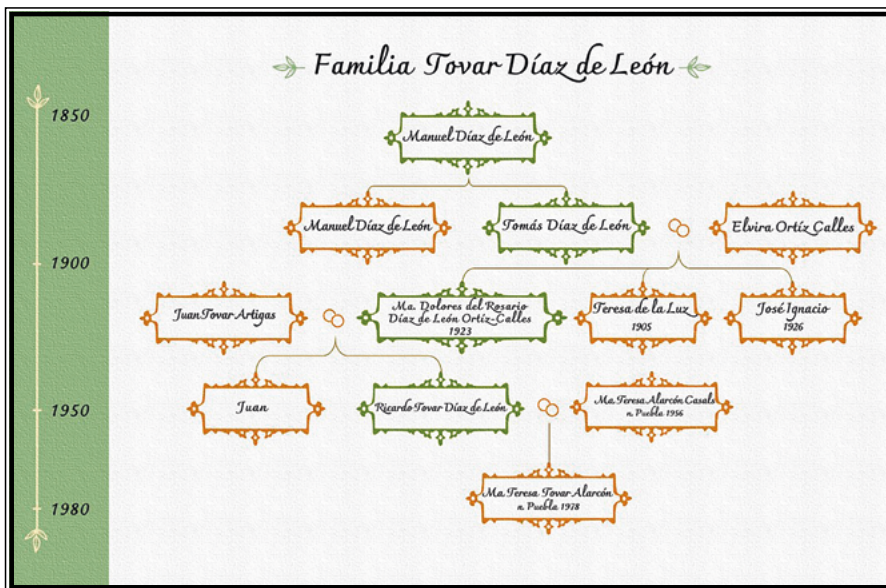 Familia Tovar Díaz de León
1850
Manuel Díaz de León
Manuel Díaz de León
Tomás Díaz de León
Elvira Ortíz Calles
1900
Juan Tovar Artigas
Ma. Dolores del Rosario
Díaz de León Ortíz-Calles
1923
Teresa de la Luz
1905
José Ignacio
1926
1950
Juan
Ricardo Tovar Díaz de León
Ma. Teresa Alarcón Casals
n. Puebla 1956
Ma. Teresa Tovar Alarcón
n. Puebla 1978
1980